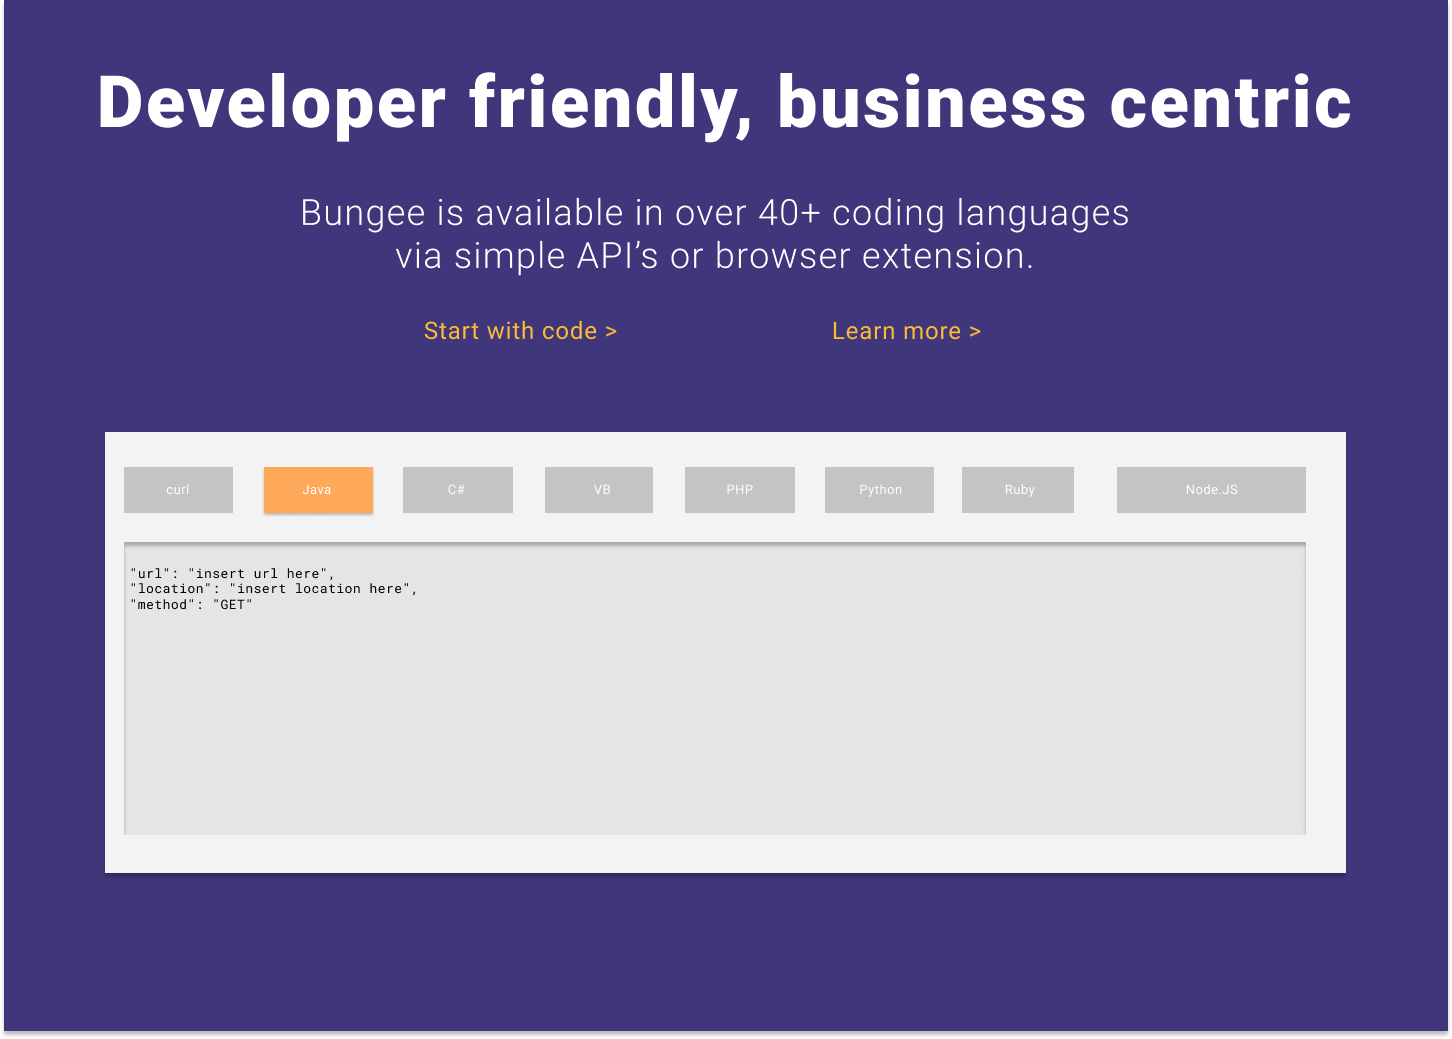 Developer friendly, business centric
Bungee is available in over 40+ coding languages
via simple API’s or browser extension.
Start with code >
Learn more >
curl
Java
C#
VB
PHP
Python
Ruby
Node.JS
"url": "insert url here",
"location": "insert location here",
"method": "GET"